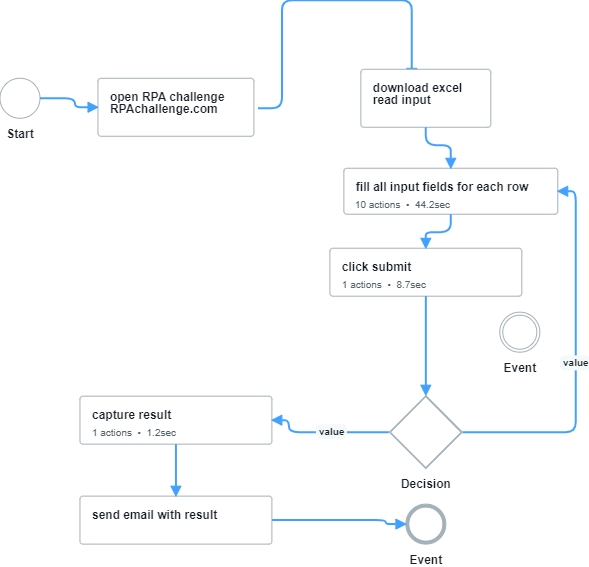 open RPA challenge
RPAchallenge.com
Start
download excel
read input
fill all input fields for each row
10 actions • 44.2sec
click submit
1 actions • 8.7sec
Event
value
capture result
1 actions • 1.2sec
value
Decision
send email with result
Event